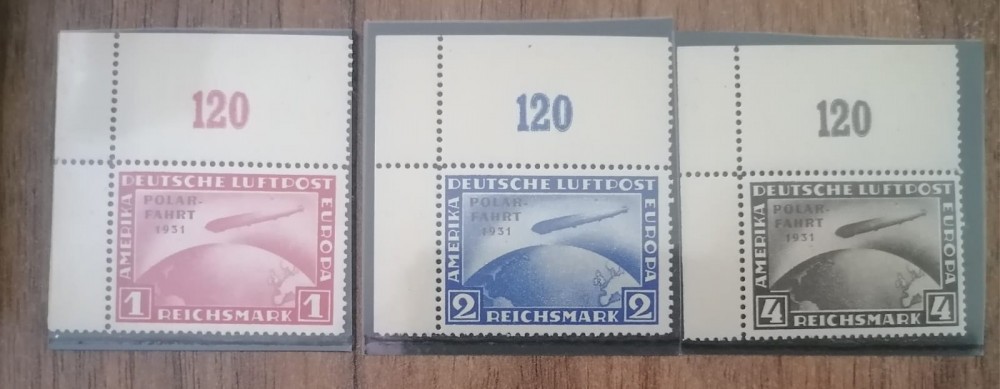 120
DEUTSCHE LUFTPOST
AMERIKA
EUROPA
POLAR-
FAHRT
1931
1 1
REICHSMARK
120
DEUTSCHE LUFTPOST
AMERIKA
EUROPA
POLAR-
FAHRT
1931
2 2
REICHSMARK
120
DEUTSCHE LUFTPOST
AMERIKA
EUROPA
POLAR-
FAHRT
1931
4 4
REICHSMARK